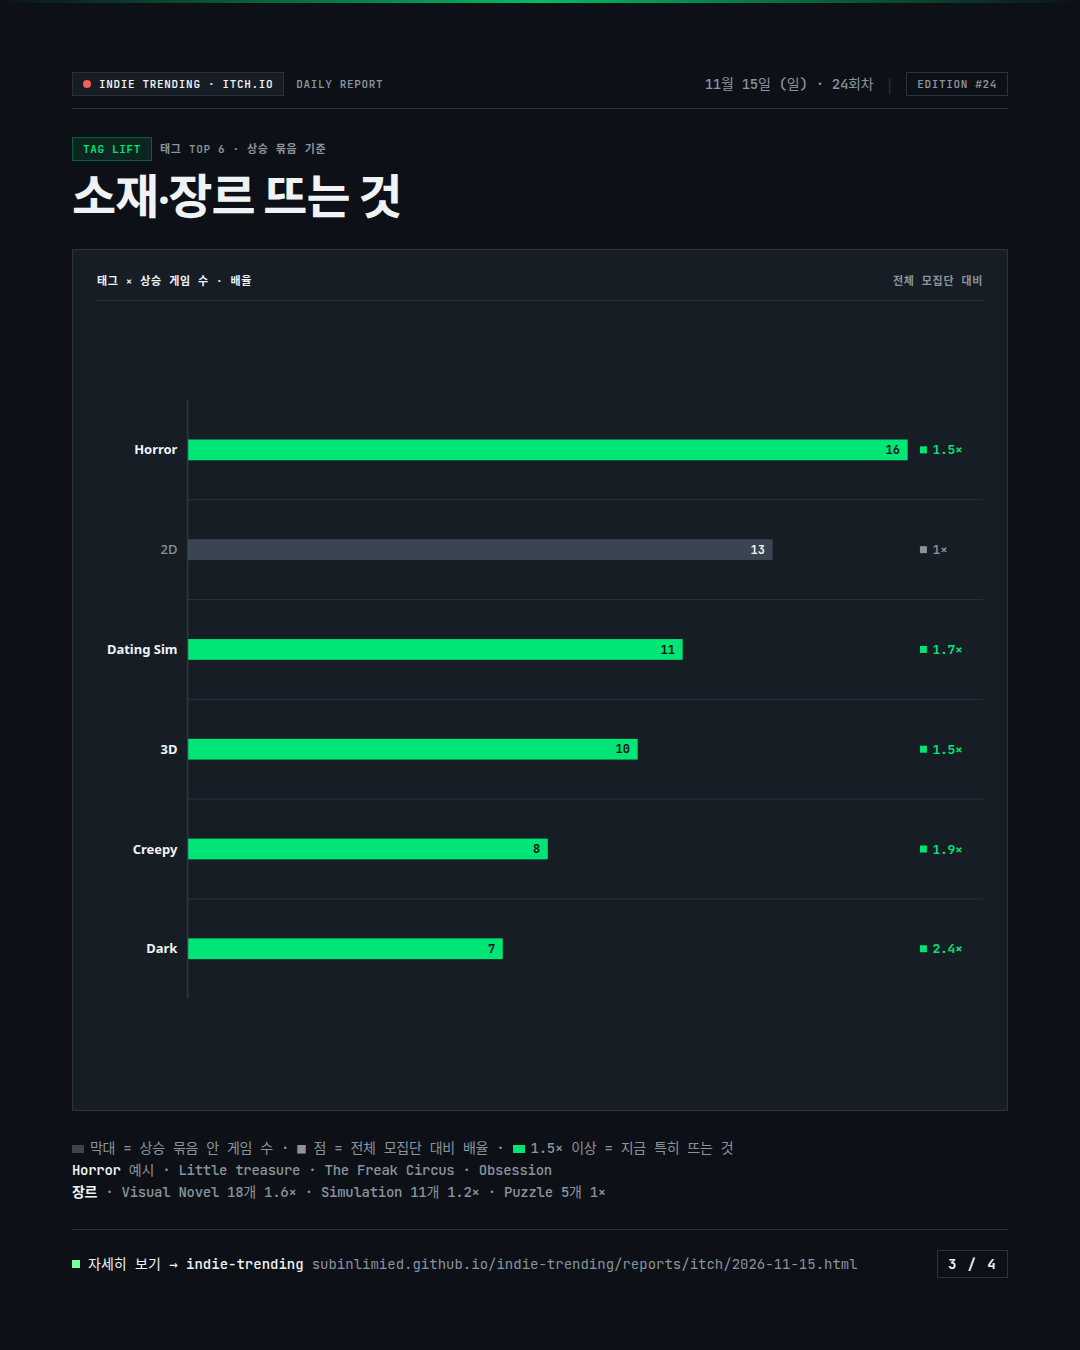 INDIE TRENDING · ITCH.IO DAILY REPORT 11월 15일 (일) · 24회차 EDITION #24
TAG LIFT 태그 TOP 6 · 상승 묶음 기준
소재·장르 뜨는 것
태그 × 상승 게임 수 · 배율 전체 모집단 대비
Horror 16 1.5×
2D 13 1×
Dating Sim 11 1.7×
3D 10 1.5×
Creepy 8 1.9×
Dark 7 2.4×
막대 = 상승 묶음 안 게임 수 · ■ 점 = 전체 모집단 대비 배율 · 1.5× 이상 = 지금 특히 뜨는 것
Horror 예시 · Little treasure · The Freak Circus · Obsession
장르 · Visual Novel 18개 1.6× · Simulation 11개 1.2× · Puzzle 5개 1×
자세히 보기 → indie-trending subinlimied.github.io/indie-trending/reports/itch/2026-11-15.html 3 / 4